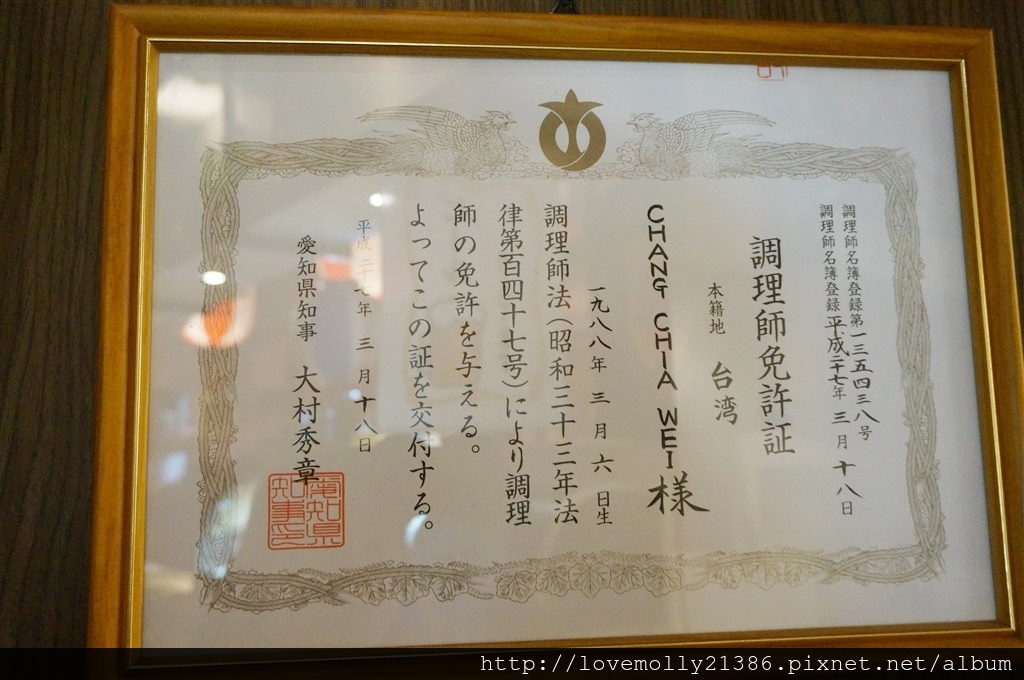 調理師名簿登録第一三五四三八号
調理師名簿登録平成二十七年 三月 十八日
調理師免許証
本籍地 台湾
CHANG CHIA WEI 様
一九八八年 三月 六日生
調理師法(昭和三十三年法
律第百四十七号)により調理
師の免許を与える。
よってこの証を交付する。
平成二十七年 三月 十八日
愛知県知事 大村秀章
愛知県
知事印
http://lovemolly21386.pixnet.net/album